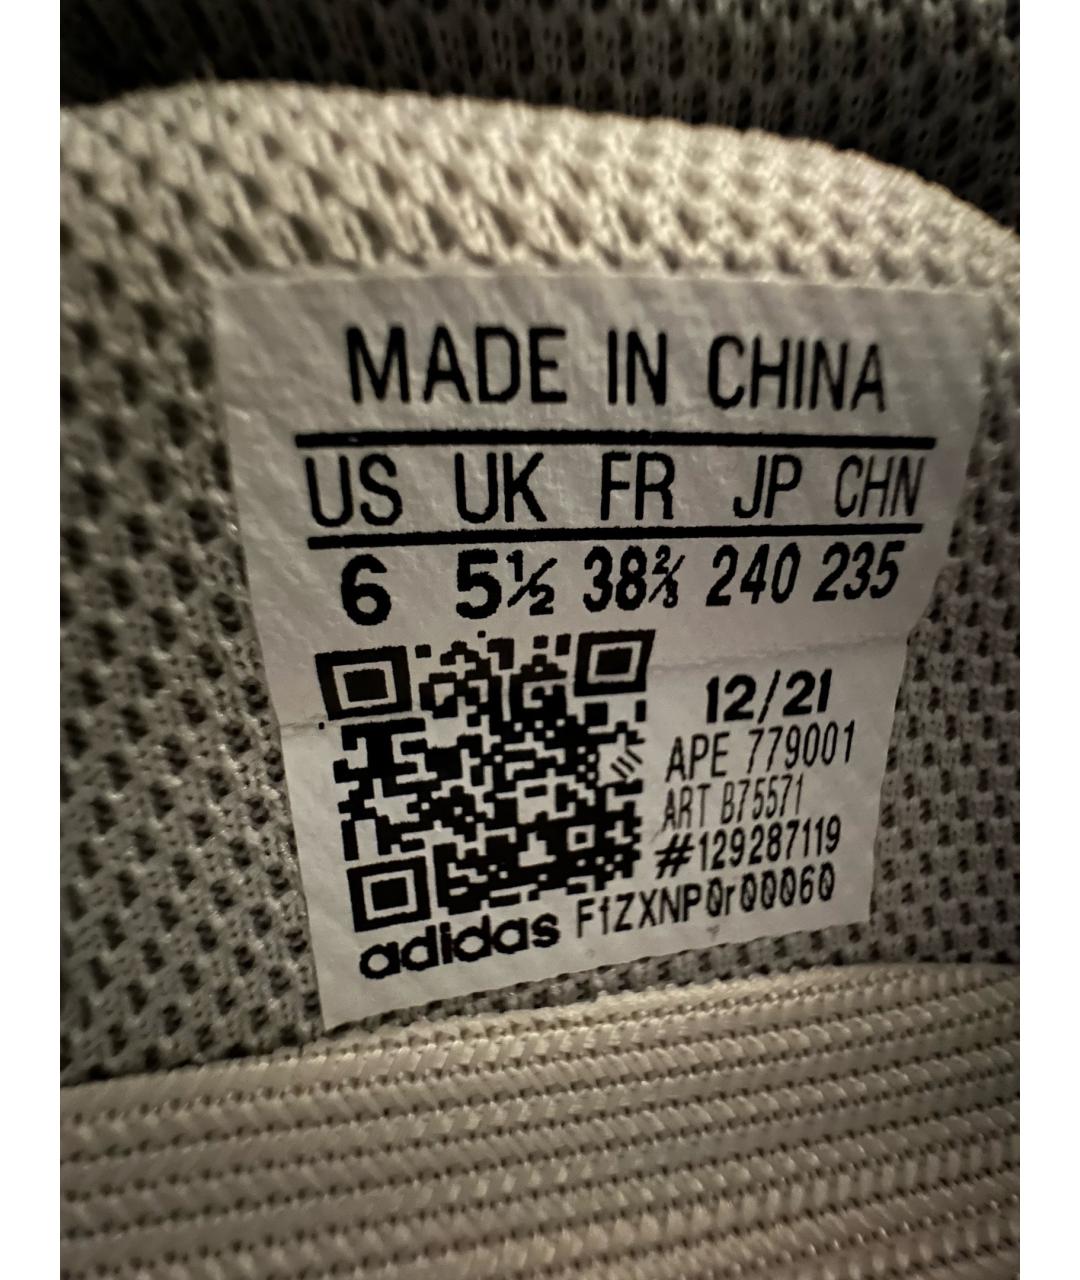 MADE IN CHINA
US UK FR JP CHN
6 5½ 38⅔ 240 235
12/21
APE 779001
ART B75571
#129287119
adidas FfZXNP0r00060